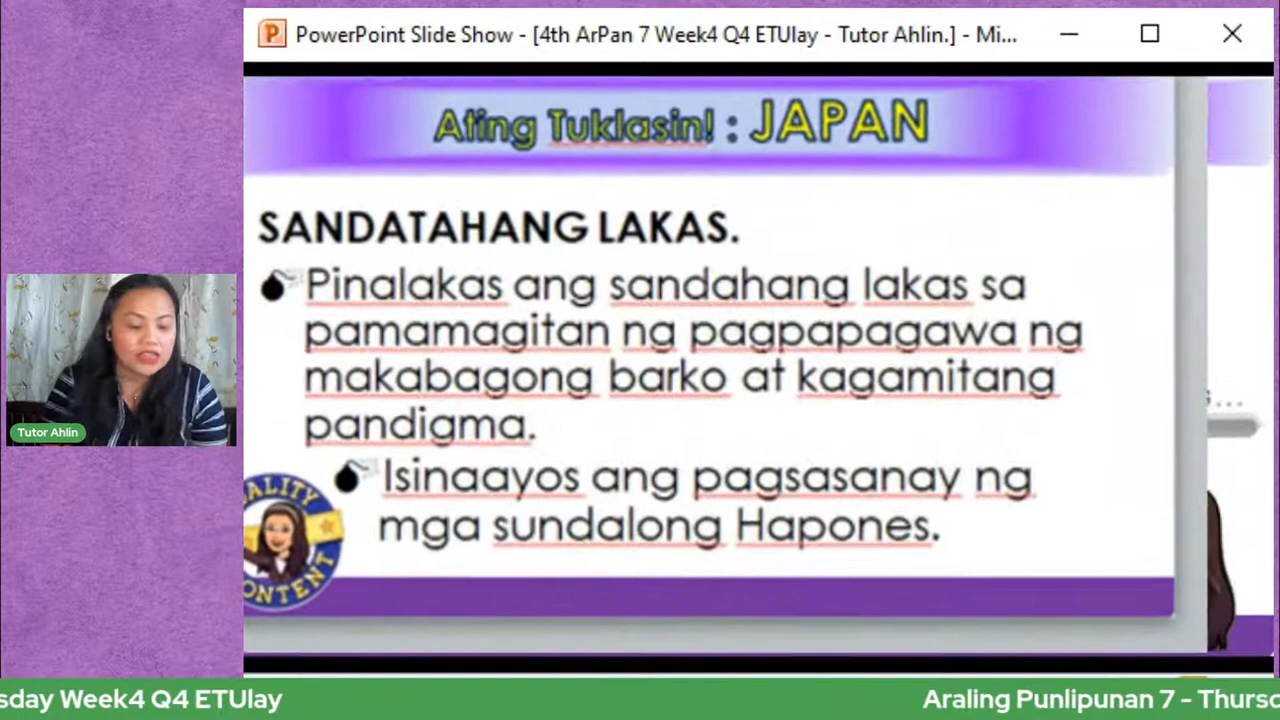 PowerPoint Slide Show - [4th ArPan 7 Week4 Q4 ETUlay - Tutor Ahlin.] - Mi...
Ating Tuklasin! : JAPAN
SANDATAHANG LAKAS.
Pinalakas ang sandahang lakas sa
pamamagitan ng pagpapagawa ng
makabagong barko at kagamitang
pandigma.
Isinaayos ang pagsasanay ng
mga sundalong Hapones.
Tutor Ahlin
sday Week4 Q4 ETUlay
Araling Punlipunan 7 - Thursd